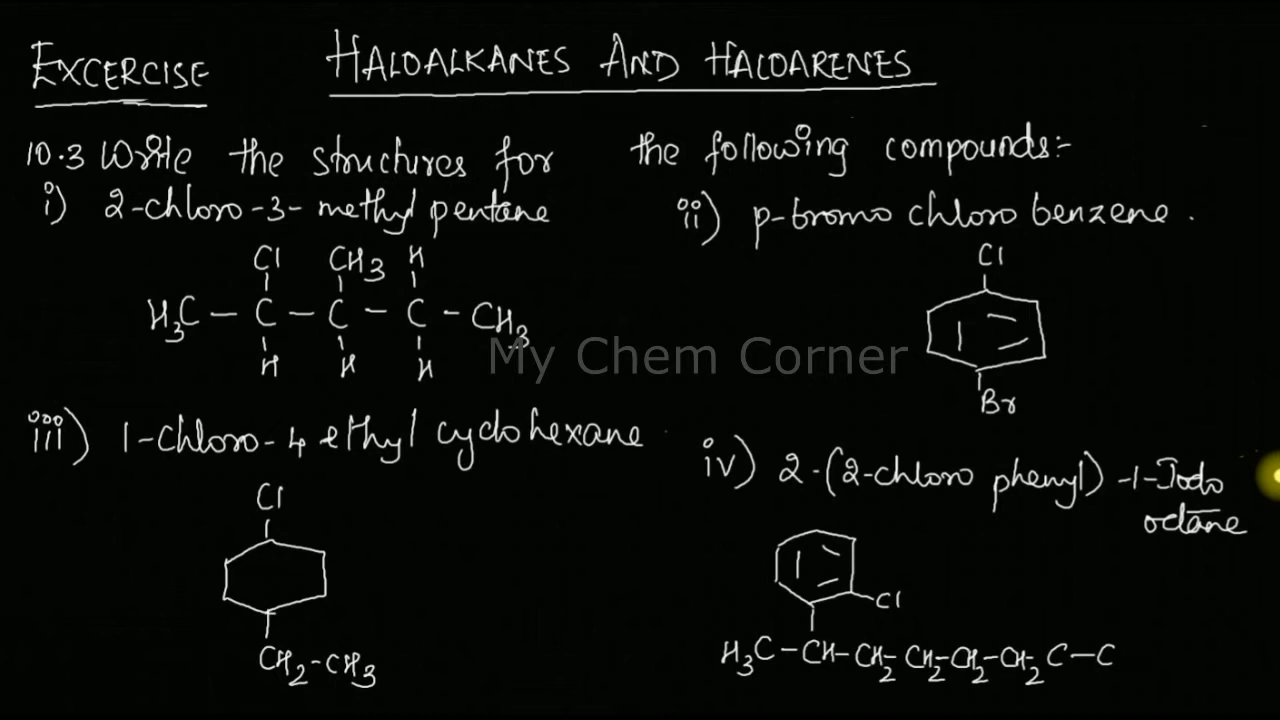 EXCERCISE HALOALKANES AND HALOARENES
10.3 Write the structures for the following compounds:-
i) 2-chloro-3-methyl pentane
ii) p-bromo chloro benzene.
Cl CH3 H
H3C - C - C - C - CH3
H H H
Cl
Br
My Chem Corner
iii) 1-chloro-4 ethyl cyclohexane
iv) 2-(2-chloro phenyl)-1-Iodo
octane
Cl
CH2-CH3
Cl
H3C-CH-CH2-CH2-CH2-CH2 C-C